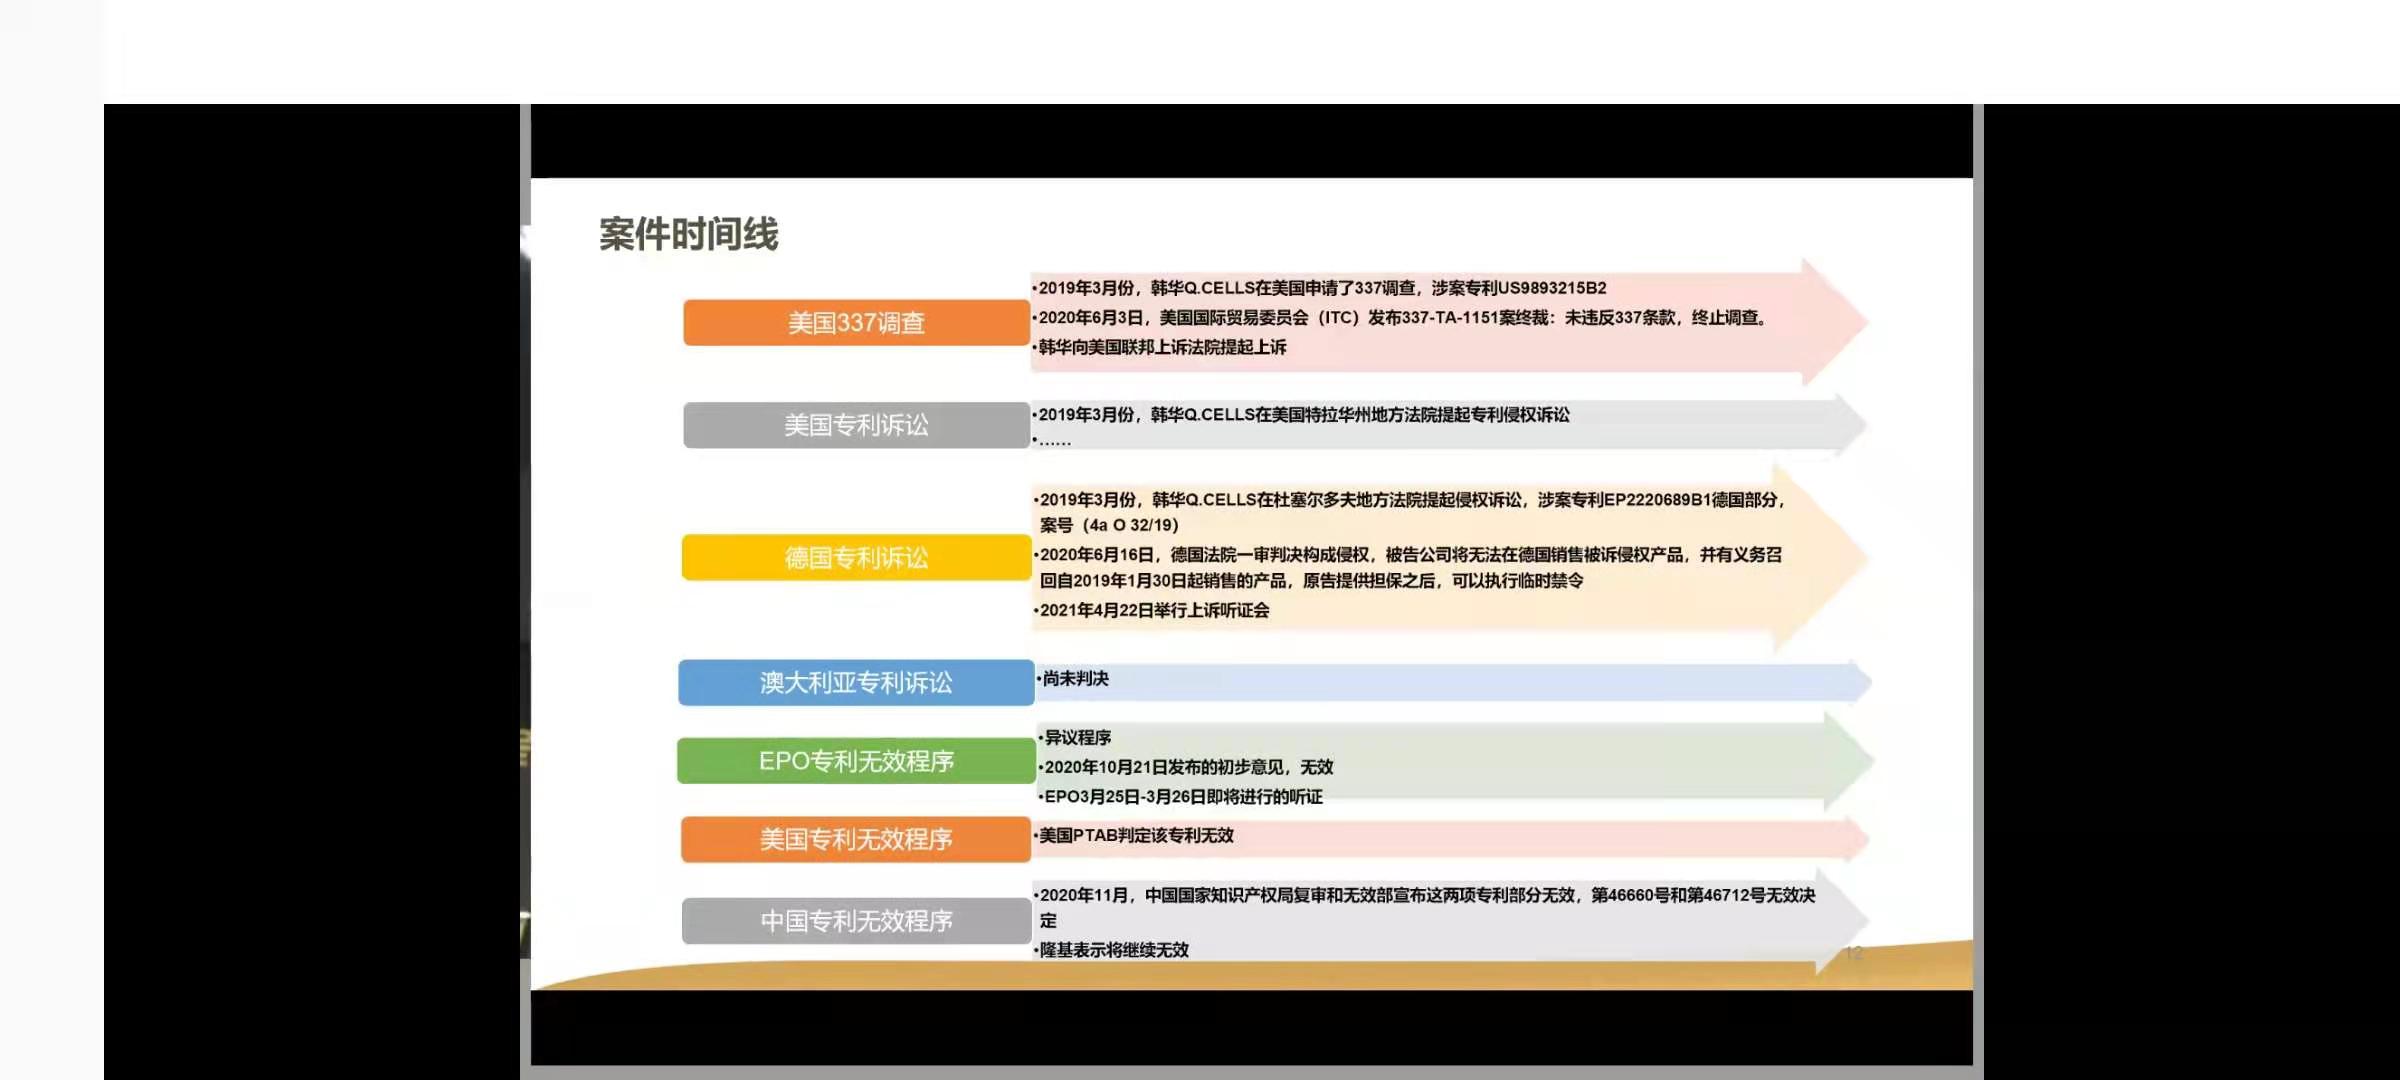 案件时间线
美国337调查
•2019年3月份，韩华Q.CELLS在美国申请了337调查，涉案专利US9893215B2
•2020年6月3日，美国国际贸易委员会（ITC）发布337-TA-1151案终裁：未违反337条款，终止调查。
•韩华向美国联邦上诉法院提起上诉
美国专利诉讼
•2019年3月份，韩华Q.CELLS在美国特拉华州地方法院提起专利侵权诉讼
•……
德国专利诉讼
•2019年3月份，韩华Q.CELLS在杜塞尔多夫地方法院提起侵权诉讼，涉案专利EP2220689B1德国部分，
案号（4a O 32/19）
•2020年6月16日，德国法院一审判决构成侵权，被告公司将无法在德国销售被诉侵权产品，并有义务召
回自2019年1月30日起销售的产品，原告提供担保之后，可以执行临时禁令
•2021年4月22日举行上诉听证会
澳大利亚专利诉讼
•尚未判决
EPO专利无效程序
•异议程序
•2020年10月21日发布的初步意见，无效
•EPO3月25日-3月26日即将进行的听证
美国专利无效程序
•美国PTAB判定该专利无效
中国专利无效程序
•2020年11月，中国国家知识产权局复审和无效部宣布这两项专利部分无效，第46660号和第46712号无效决
定
•隆基表示将继续无效
12